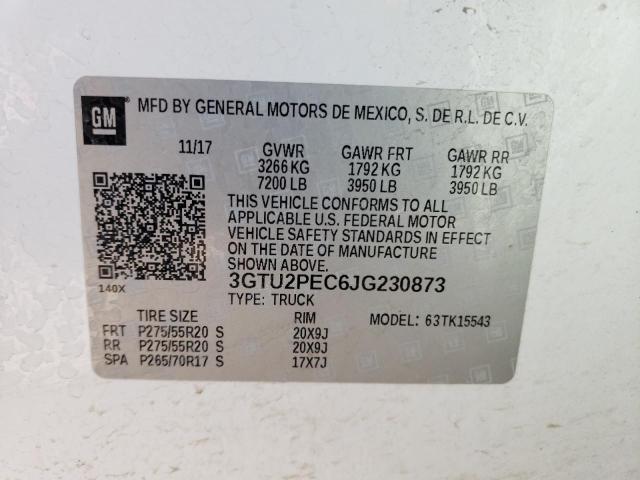 GM MFD BY GENERAL MOTORS DE MEXICO, S. DE R.L. DE C.V.
11/17 GVWR GAWR FRT GAWR RR
3266 KG 1792 KG 1792 KG
7200 LB 3950 LB 3950 LB
THIS VEHICLE CONFORMS TO ALL
APPLICABLE U.S. FEDERAL MOTOR
VEHICLE SAFETY STANDARDS IN EFFECT
ON THE DATE OF MANUFACTURE
SHOWN ABOVE.
140X
3GTU2PEC6JG230873
TYPE: TRUCK
TIRE SIZE RIM MODEL: 63TK15543
FRT P275/55R20 S 20X9J
RR P275/55R20 S 20X9J
SPA P265/70R17 S 17X7J